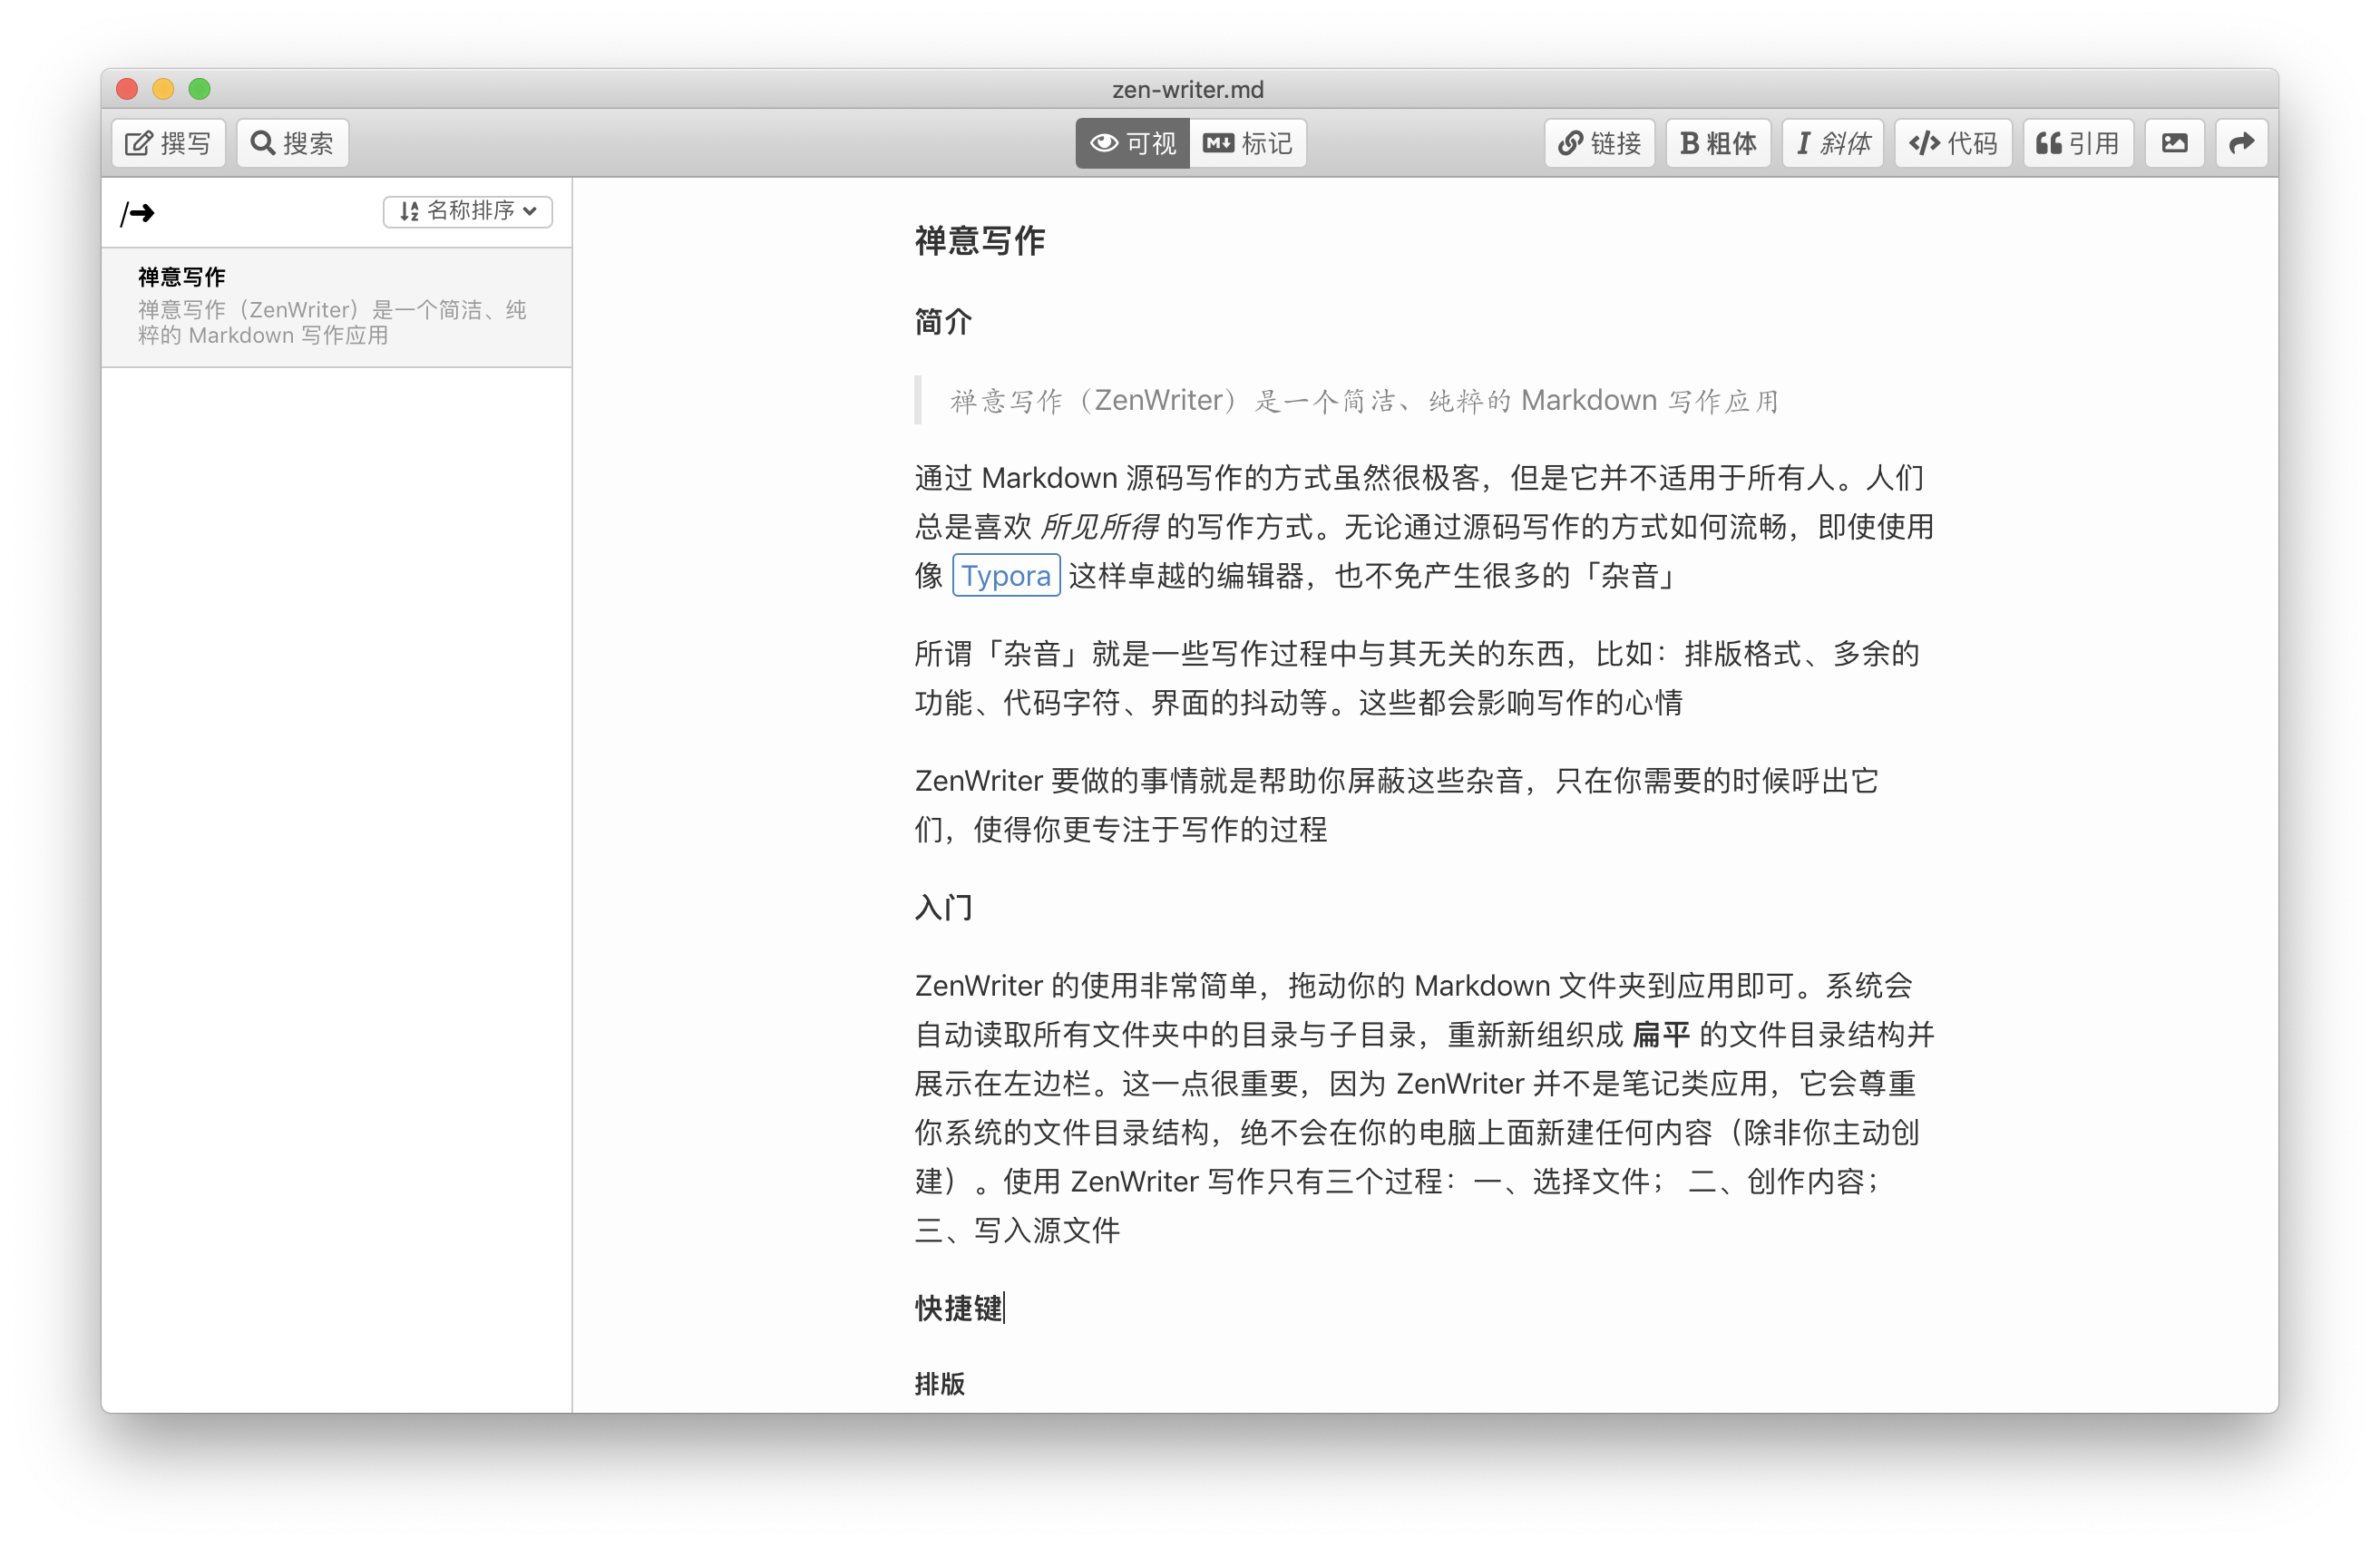 zen-writer.md
撰写 搜索 可视 标记 链接 B 粗体 I 斜体 </> 代码 引用
/➜ 名称排序
禅意写作
禅意写作（ZenWriter）是一个简洁、纯
粹的 Markdown 写作应用
禅意写作
简介
禅意写作（ZenWriter）是一个简洁、纯粹的 Markdown 写作应用
通过 Markdown 源码写作的方式虽然很极客，但是它并不适用于所有人。人们
总是喜欢 所见所得 的写作方式。无论通过源码写作的方式如何流畅，即使使用
像 Typora 这样卓越的编辑器，也不免产生很多的「杂音」
所谓「杂音」就是一些写作过程中与其无关的东西，比如：排版格式、多余的
功能、代码字符、界面的抖动等。这些都会影响写作的心情
ZenWriter 要做的事情就是帮助你屏蔽这些杂音，只在你需要的时候呼出它
们，使得你更专注于写作的过程
入门
ZenWriter 的使用非常简单，拖动你的 Markdown 文件夹到应用即可。系统会
自动读取所有文件夹中的目录与子目录，重新新组织成 扁平 的文件目录结构并
展示在左边栏。这一点很重要，因为 ZenWriter 并不是笔记类应用，它会尊重
你系统的文件目录结构，绝不会在你的电脑上面新建任何内容（除非你主动创
建）。使用 ZenWriter 写作只有三个过程：一、选择文件； 二、创作内容；
三、写入源文件
快捷键
排版